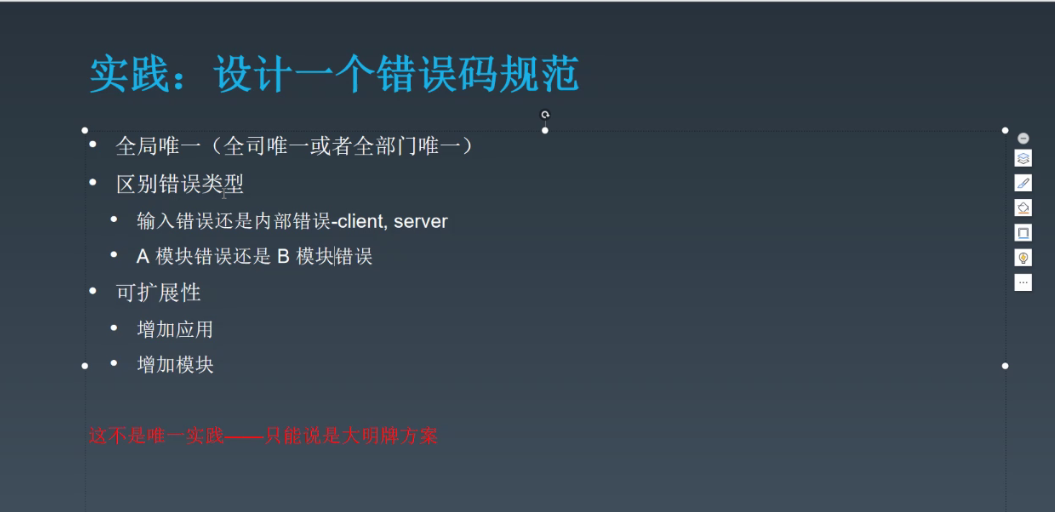 实践：设计一个错误码规范
全局唯一（全司唯一或者全部门唯一）
区别错误类型
输入错误还是内部错误-client, server
A 模块错误还是 B 模块错误
可扩展性
增加应用
增加模块
这不是唯一实践——只能说是大明牌方案